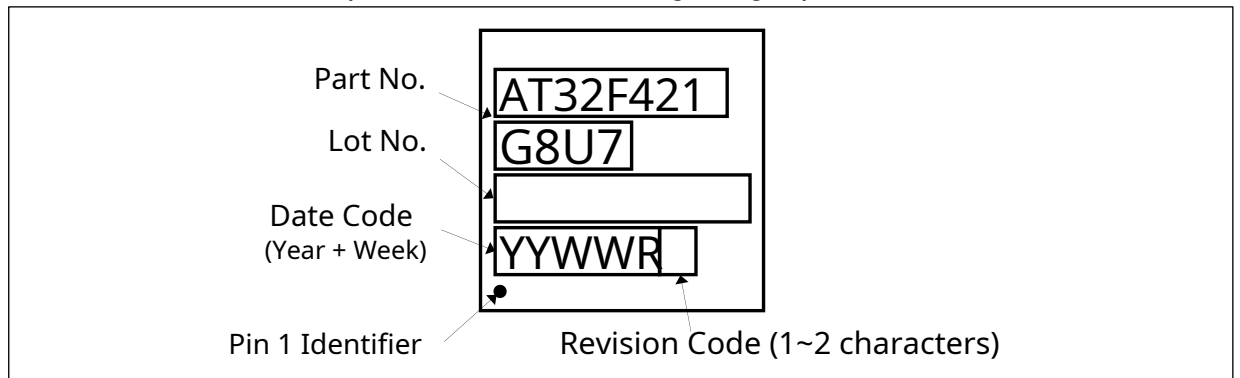 Part No.
AT32F421
Lot No.
G8U7
Date Code
(Year + Week)
YYWWR
Pin 1 Identifier
Revision Code (1~2 characters)